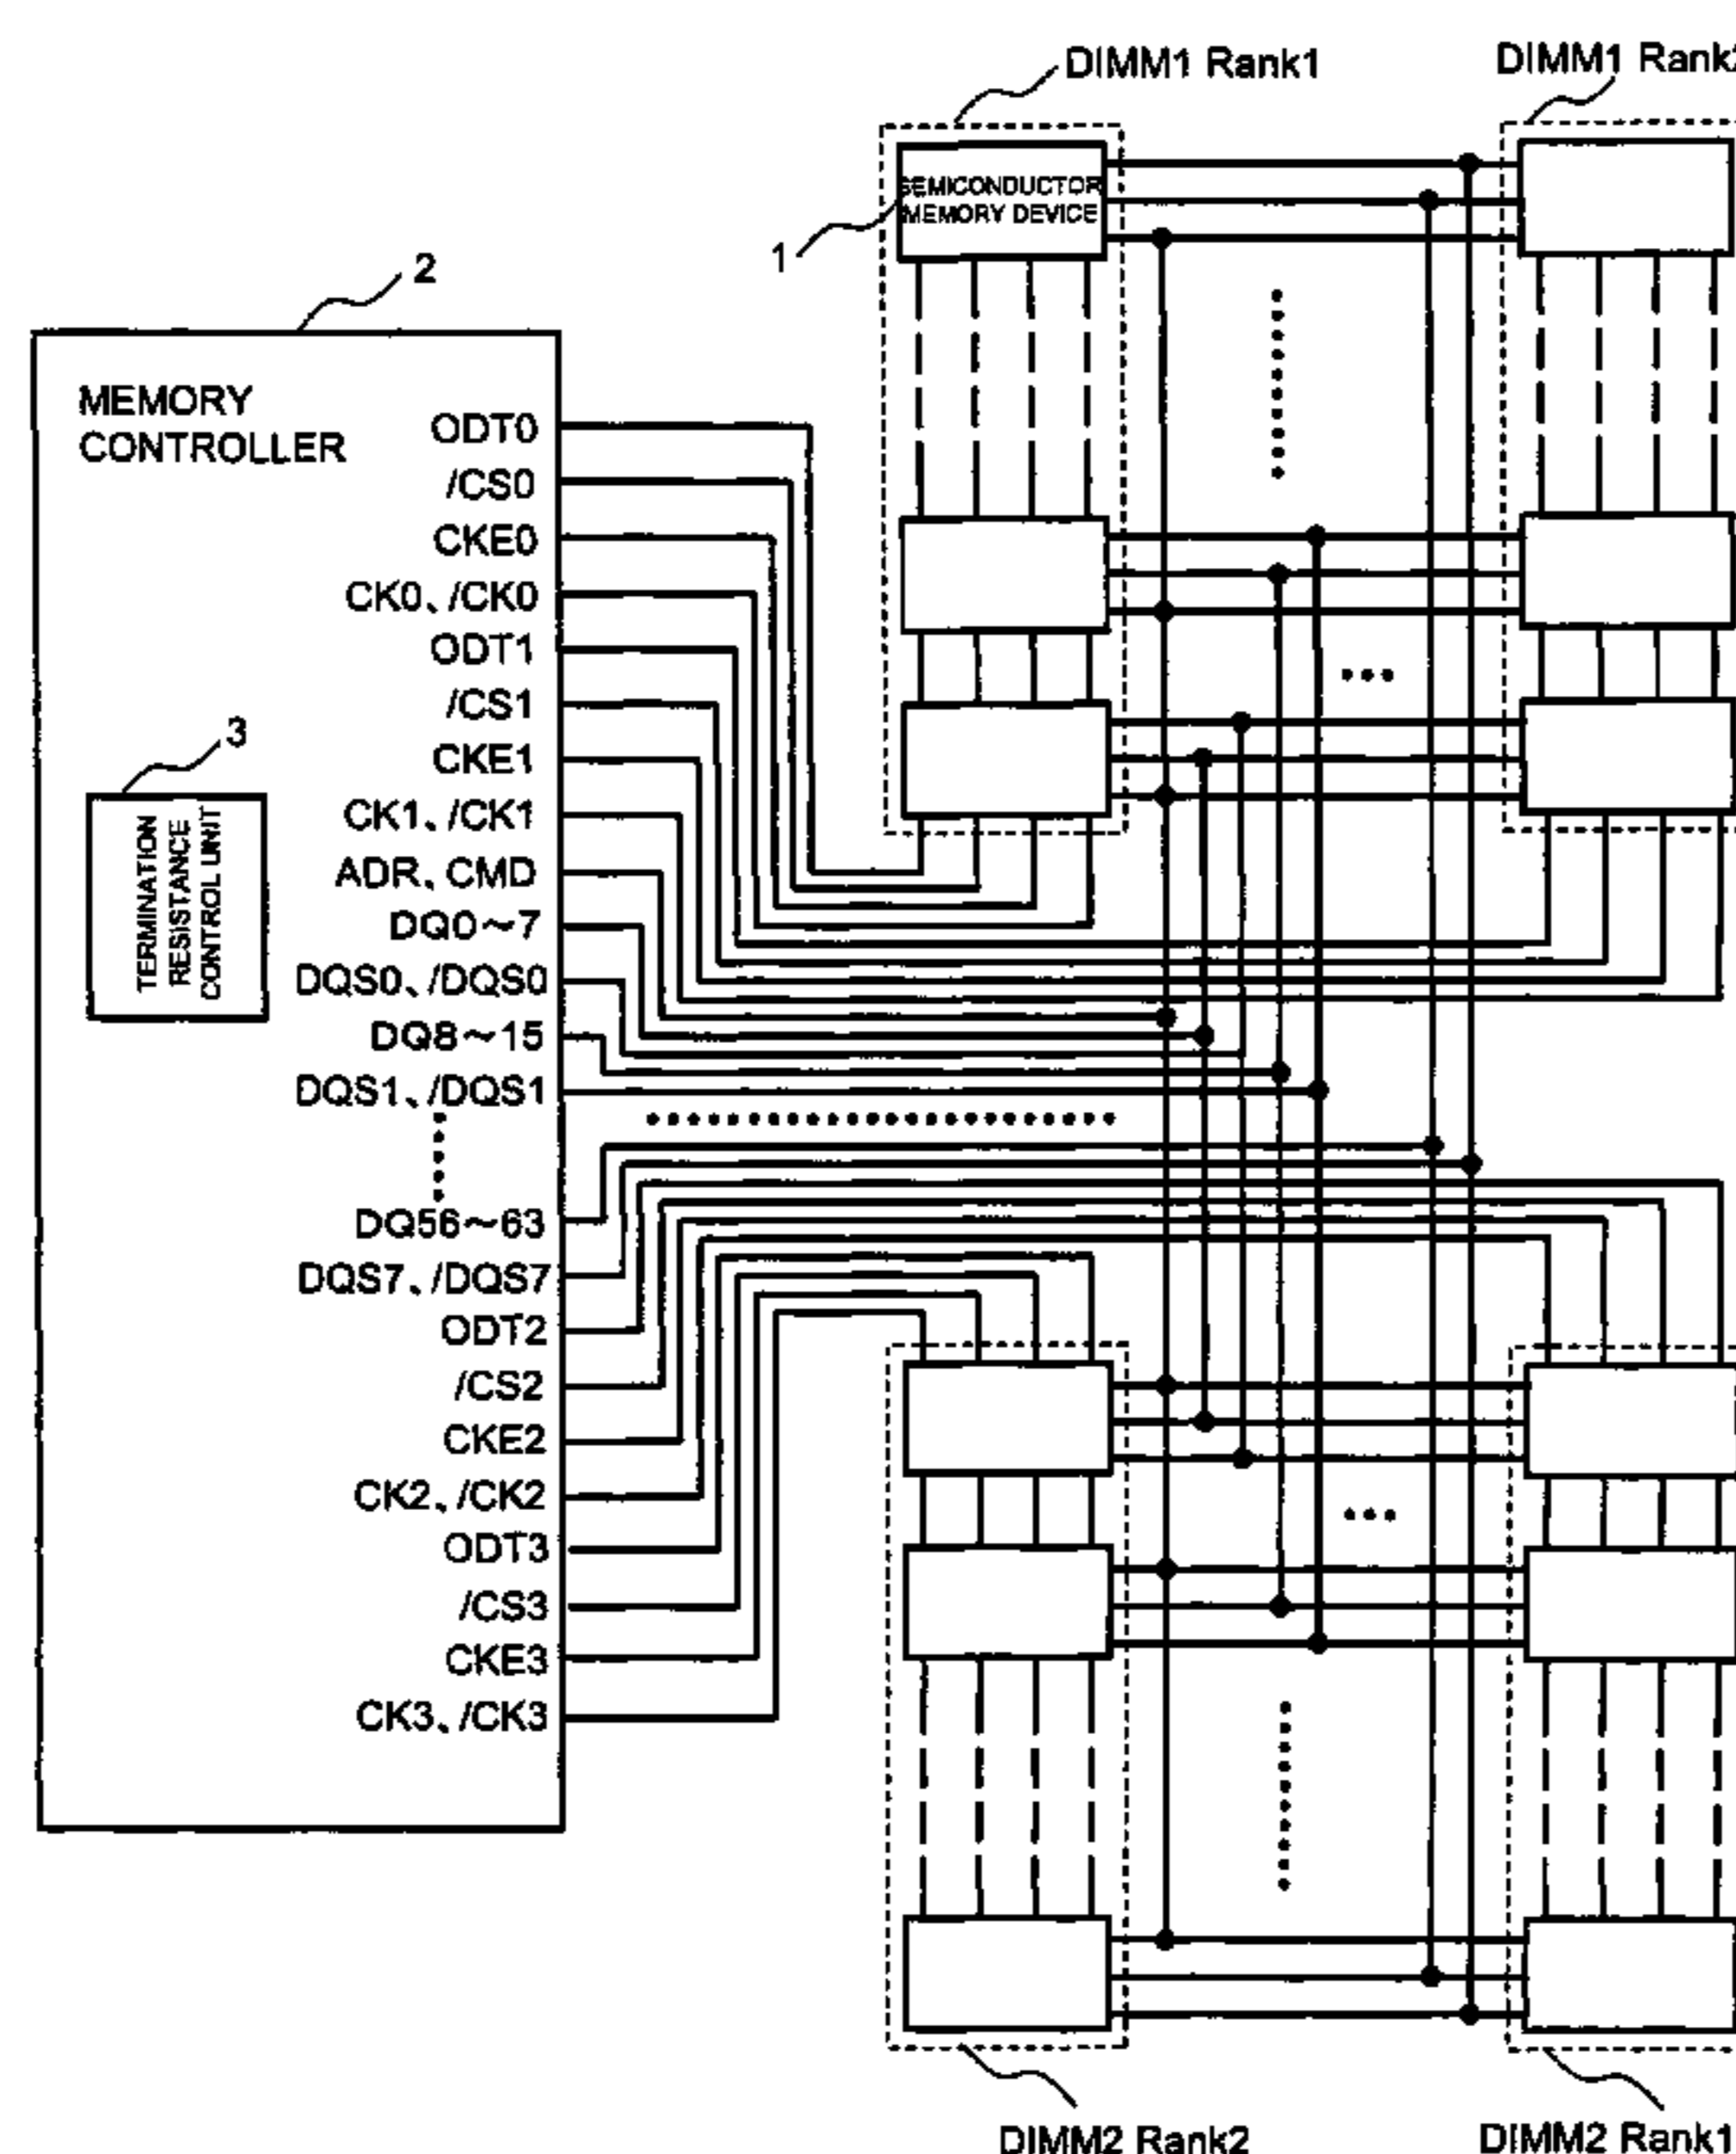 DIMM1 Rank1
DIMM1 Rank2
SEMICONDUCTOR
MEMORY DEVICE
1
2
MEMORY
CONTROLLER
3
TERMINATION
RESISTANCE
CONTROL UNIT
ODT0
/CS0
CKE0
CK0、/CK0
ODT1
/CS1
CKE1
CK1、/CK1
ADR、CMD
DQ0~7
DQS0、/DQS0
DQ8~15
DQS1、/DQS1
DQ56~63
DQS7、/DQS7
ODT2
/CS2
CKE2
CK2、/CK2
ODT3
/CS3
CKE3
CK3、/CK3
DIMM2 Rank2
DIMM2 Rank1